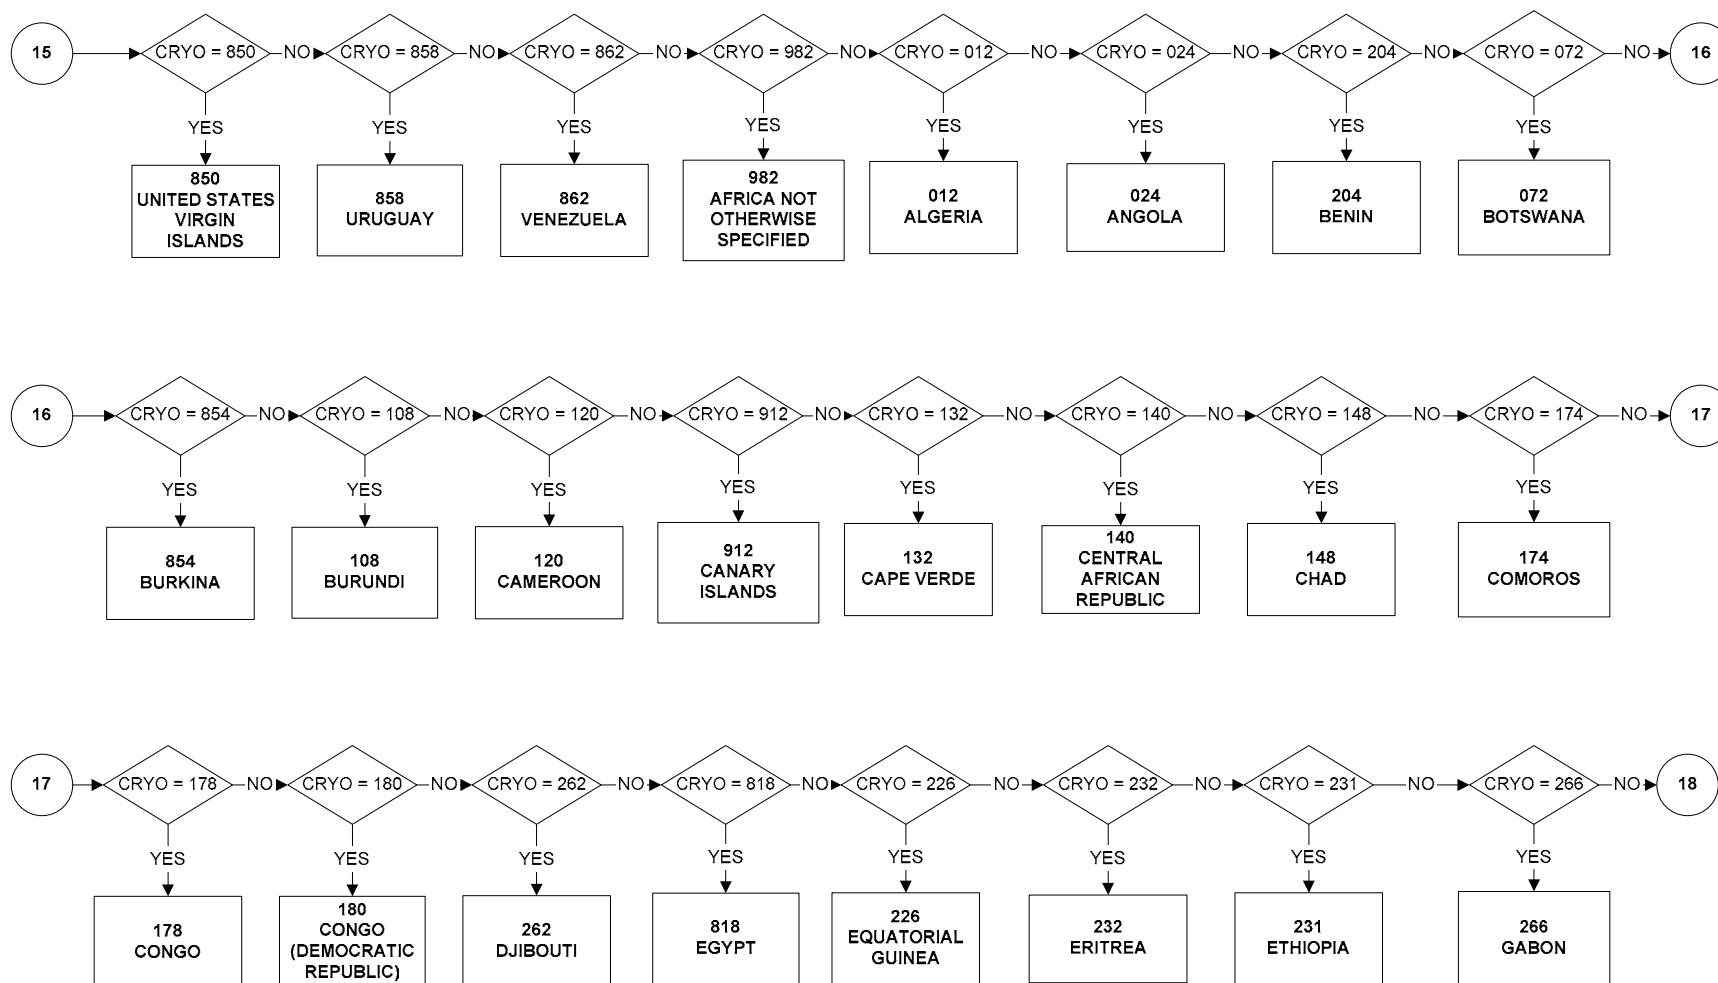 15
CRYO = 850
NO
CRYO = 858
NO
CRYO = 862
NO
CRYO = 982
NO
CRYO = 012
NO
CRYO = 024
NO
CRYO = 204
NO
CRYO = 072
NO
16
YES
YES
YES
YES
YES
YES
YES
YES
850
UNITED STATES
VIRGIN
ISLANDS
858
URUGUAY
862
VENEZUELA
982
AFRICA NOT
OTHERWISE
SPECIFIED
012
ALGERIA
024
ANGOLA
204
BENIN
072
BOTSWANA
16
CRYO = 854
NO
CRYO = 108
NO
CRYO = 120
NO
CRYO = 912
NO
CRYO = 132
NO
CRYO = 140
NO
CRYO = 148
NO
CRYO = 174
NO
17
YES
YES
YES
YES
YES
YES
YES
YES
854
BURKINA
108
BURUNDI
120
CAMEROON
912
CANARY
ISLANDS
132
CAPE VERDE
140
CENTRAL
AFRICAN
REPUBLIC
148
CHAD
174
COMOROS
17
CRYO = 178
NO
CRYO = 180
NO
CRYO = 262
NO
CRYO = 818
NO
CRYO = 226
NO
CRYO = 232
NO
CRYO = 231
NO
CRYO = 266
NO
18
YES
YES
YES
YES
YES
YES
YES
YES
178
CONGO
180
CONGO
(DEMOCRATIC
REPUBLIC)
262
DJIBOUTI
818
EGYPT
226
EQUATORIAL
GUINEA
232
ERITREA
231
ETHIOPIA
266
GABON